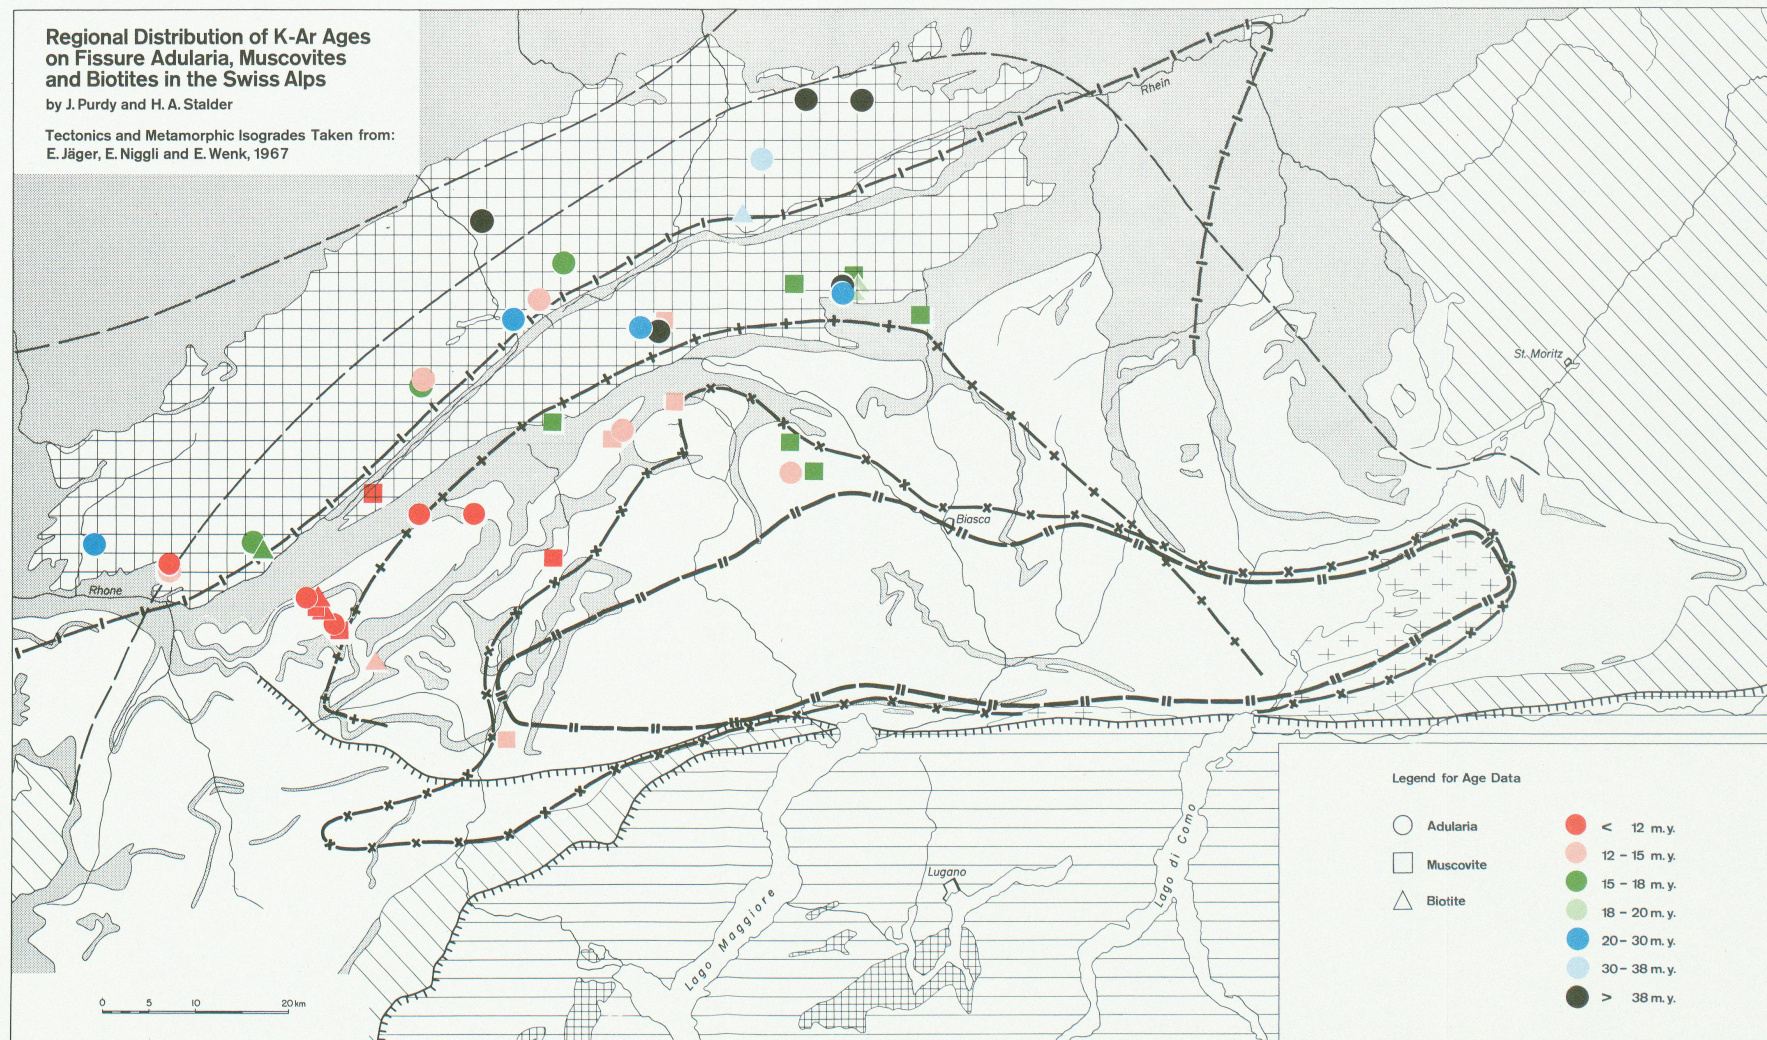 Regional Distribution of K-Ar Ages
on Fissure Adularia, Muscovites
and Biotites in the Swiss Alps
by J. Purdy and H. A. Stalder
Tectonics and Metamorphic Isogrades Taken from:
E. Jäger, E. Niggli and E. Wenk, 1967
Rhein
St. Moritz
Biasca
Rhone
Legend for Age Data
Adularia
Muscovite
Biotite
< 12 m.y.
12 – 15 m.y.
15 – 18 m.y.
18 – 20 m.y.
20 – 30 m.y.
30 – 38 m.y.
> 38 m.y.
Lago di Como
Lugano
Lago Maggiore
0 5 10 20 km